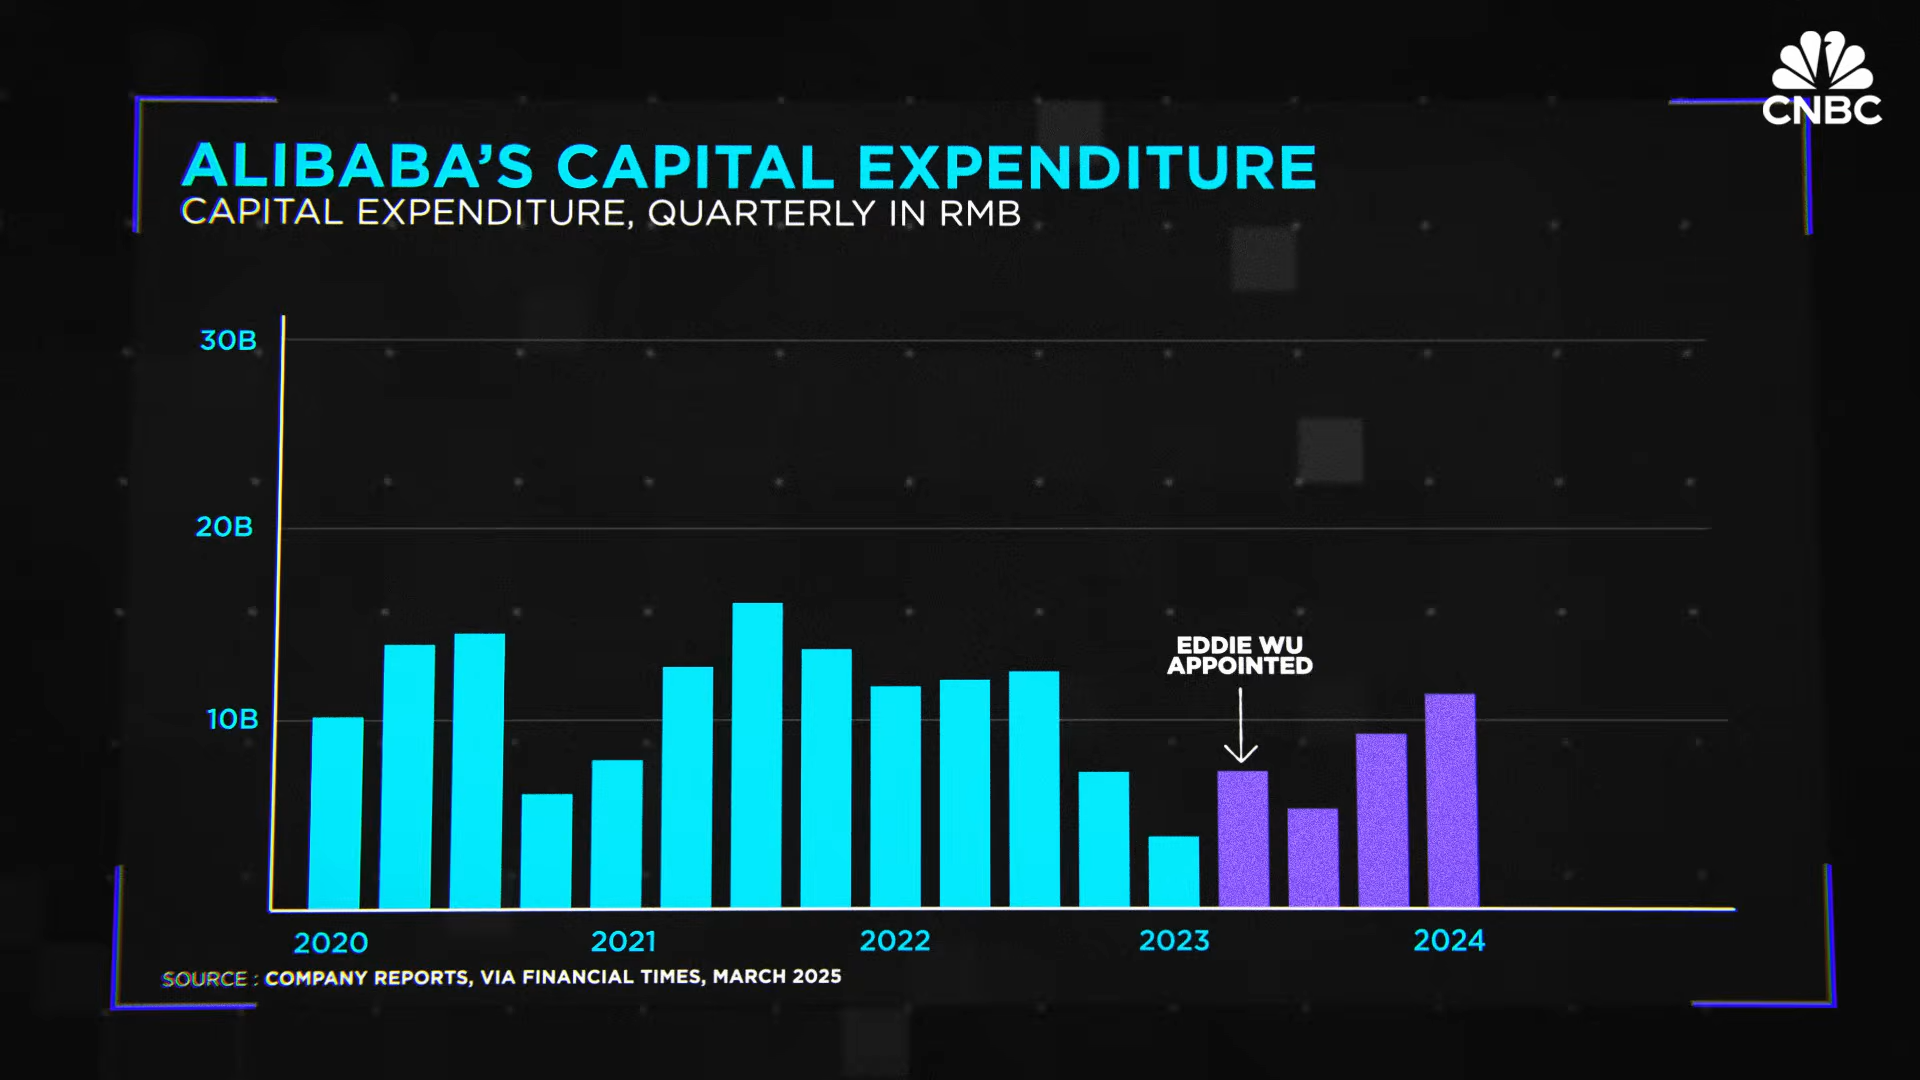 CNBC
ALIBABA'S CAPITAL EXPENDITURE
CAPITAL EXPENDITURE, QUARTERLY IN RMB
30B
20B
10B
EDDIE WU
APPOINTED
2020 2021 2022 2023 2024
SOURCE : COMPANY REPORTS, VIA FINANCIAL TIMES, MARCH 2025